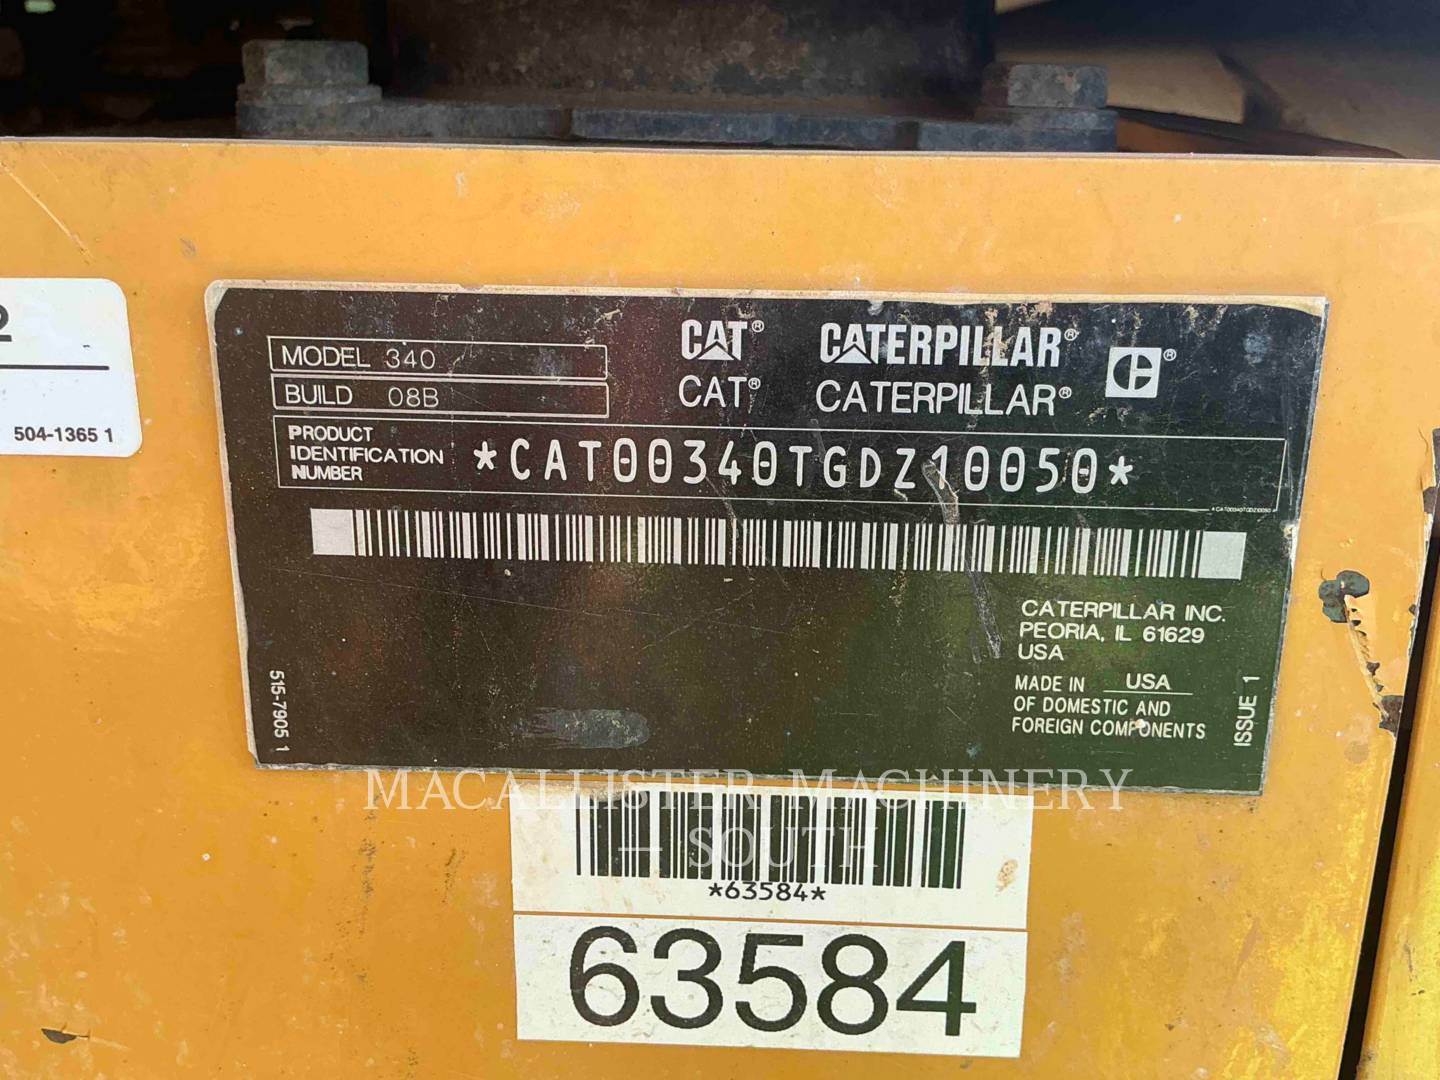 2
504-1365 1
MODEL 340
BUILD 08B
CAT® CATERPILLAR®
CAT® CATERPILLAR®
PRODUCT
IDENTIFICATION
NUMBER
*CAT00340TGDZ10050*
*CAT00340TGDZ10050
CATERPILLAR INC.
PEORIA, IL 61629
USA
MADE IN USA
OF DOMESTIC AND
FOREIGN COMPONENTS
515-7905 1
ISSUE 1
MACALLISTER MACHINERY
SOUTH
*63584*
63584